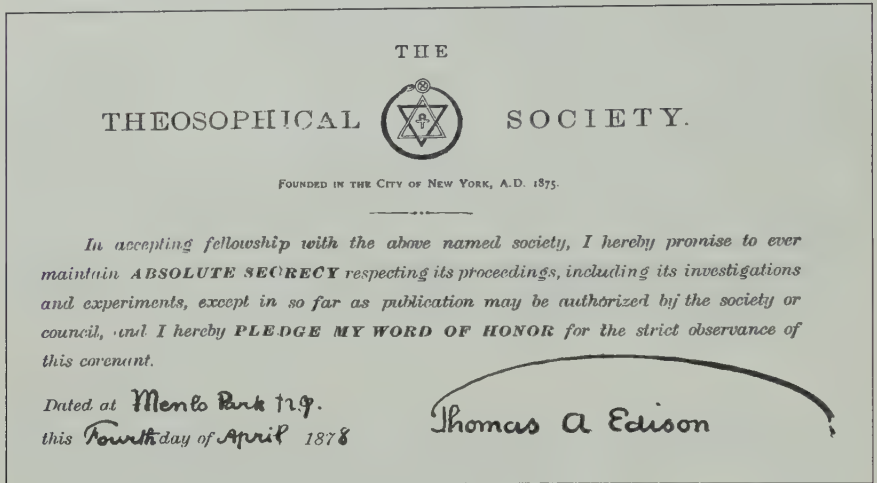 THE
THEOSOPHICAL SOCIETY.
FOUNDED IN THE CITY OF NEW YORK, A.D. 1875.
In accepting fellowship with the above named society, I hereby promise to ever
maintain ABSOLUTE SECRECY respecting its proceedings, including its investigations
and experiments, except in so far as publication may be authorized by the society or
council, and I hereby PLEDGE MY WORD OF HONOR for the strict observance of
this covenant.
Dated at Menlo Park N.J.
this Fourth day of April 1878
Thomas A Edison